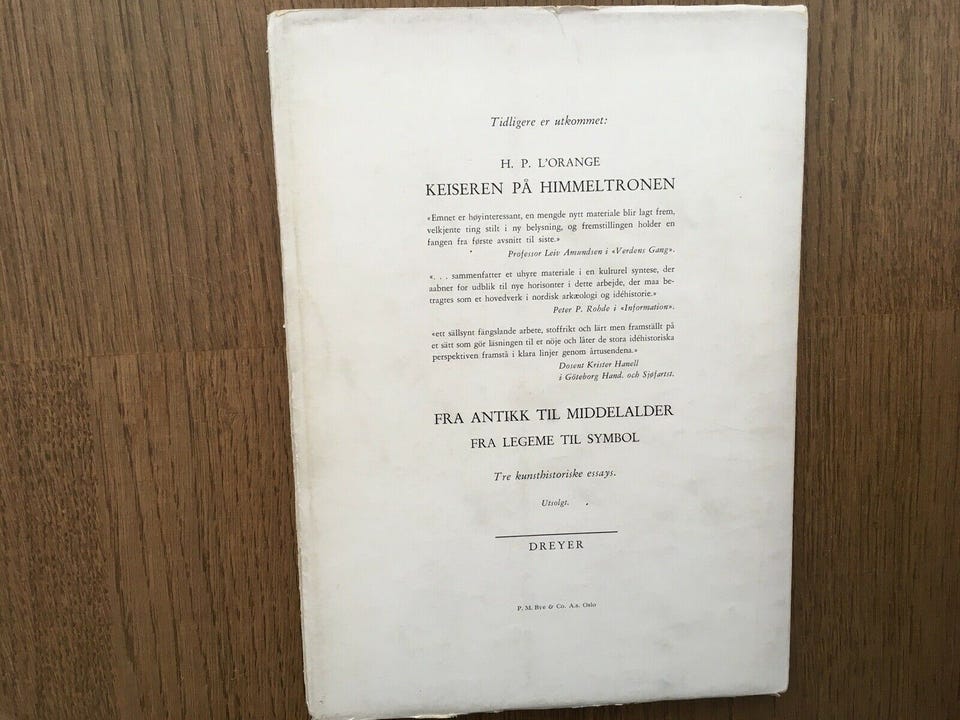 Tidligere er utkommet:
H. P. L'ORANGE
KEISEREN PÅ HIMMELTRONEN
«Emnet er høyinteressant, en mengde nytt materiale blir lagt frem,
velkjente ting stilt i ny belysning, og fremstillingen holder en
fangen fra første avsnitt til siste.»
Professor Leiv Amundsen i «Verdens Gang».
«. . . sammenfatter et uhyre materiale i en kulturel syntese, der
aabner for udblik til nye horisonter i dette arbejde, der maa be-
tragtes som et hovedverk i nordisk arkæologi og idéhistorie.»
Peter P. Rohde i «Information».
«ett sällsynt fängslande arbete, stoffrikt och lärt men framställt på
et sätt som gör läsningen til et nöje och låter de stora idéhistoriska
perspektiven framstå i klara linjer genom årtusendena.»
Dosent Krister Hanell
i Göteborg Hand. och Sjøfartst.
FRA ANTIKK TIL MIDDELALDER
FRA LEGEME TIL SYMBOL
Tre kunsthistoriske essays.
Utsolgt.
DREYER
P. M. Bye & Co. A.s. Oslo